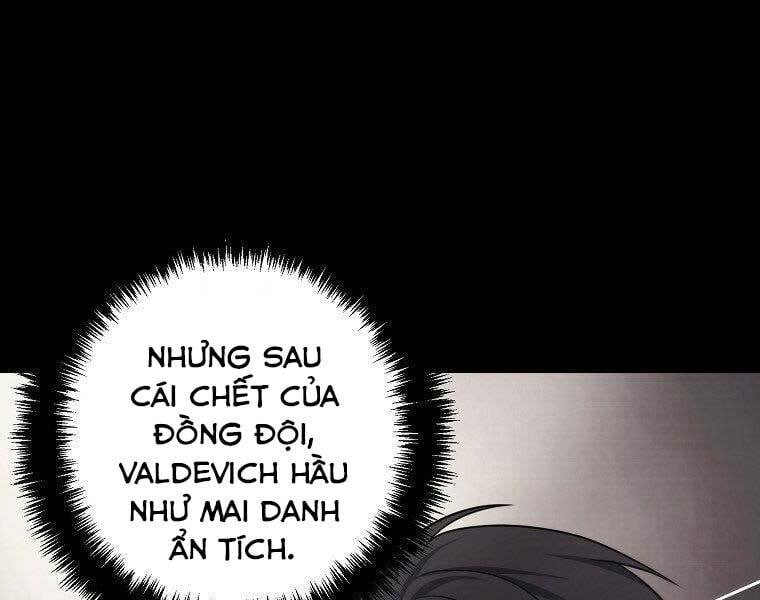 NHƯNG SAU
CÁI CHẾT CỦA
ĐỒNG ĐỘI,
VALDEVICH HẦU
NHƯ MAI DANH
ẨN TÍCH.